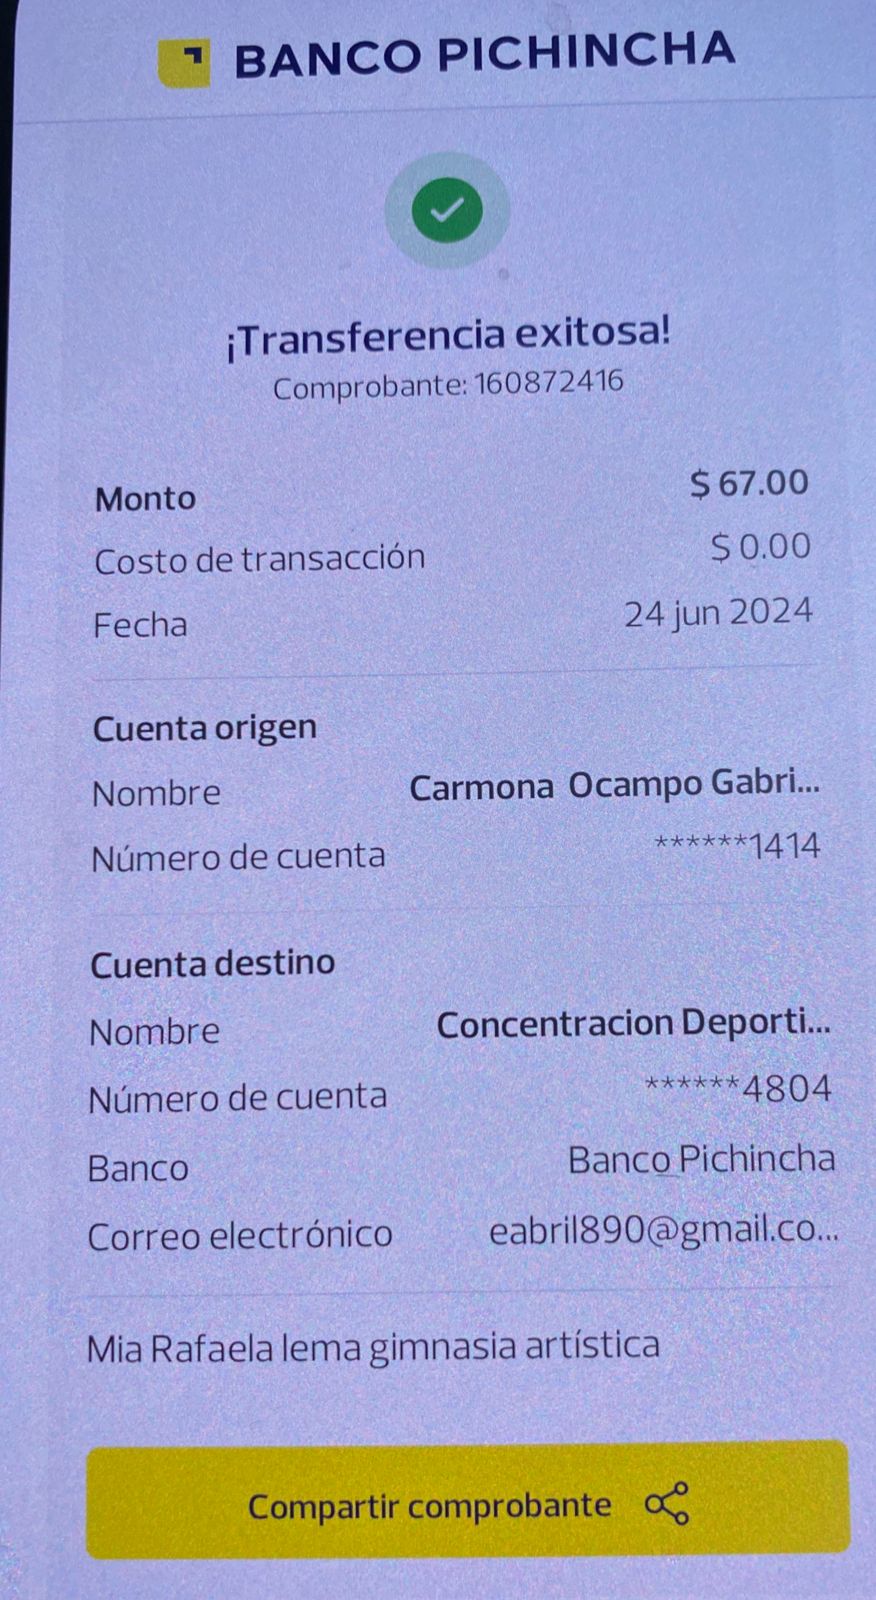 BANCO PICHINCHA
¡Transferencia exitosa!
Comprobante: 160872416
Monto $ 67.00
Costo de transacción $ 0.00
Fecha 24 jun 2024
Cuenta origen
Nombre Carmona Ocampo Gabri...
Número de cuenta ******1414
Cuenta destino
Nombre Concentracion Deporti...
Número de cuenta ******4804
Banco Banco Pichincha
Correo electrónico eabril890@gmail.co...
Mia Rafaela lema gimnasia artística
Compartir comprobante